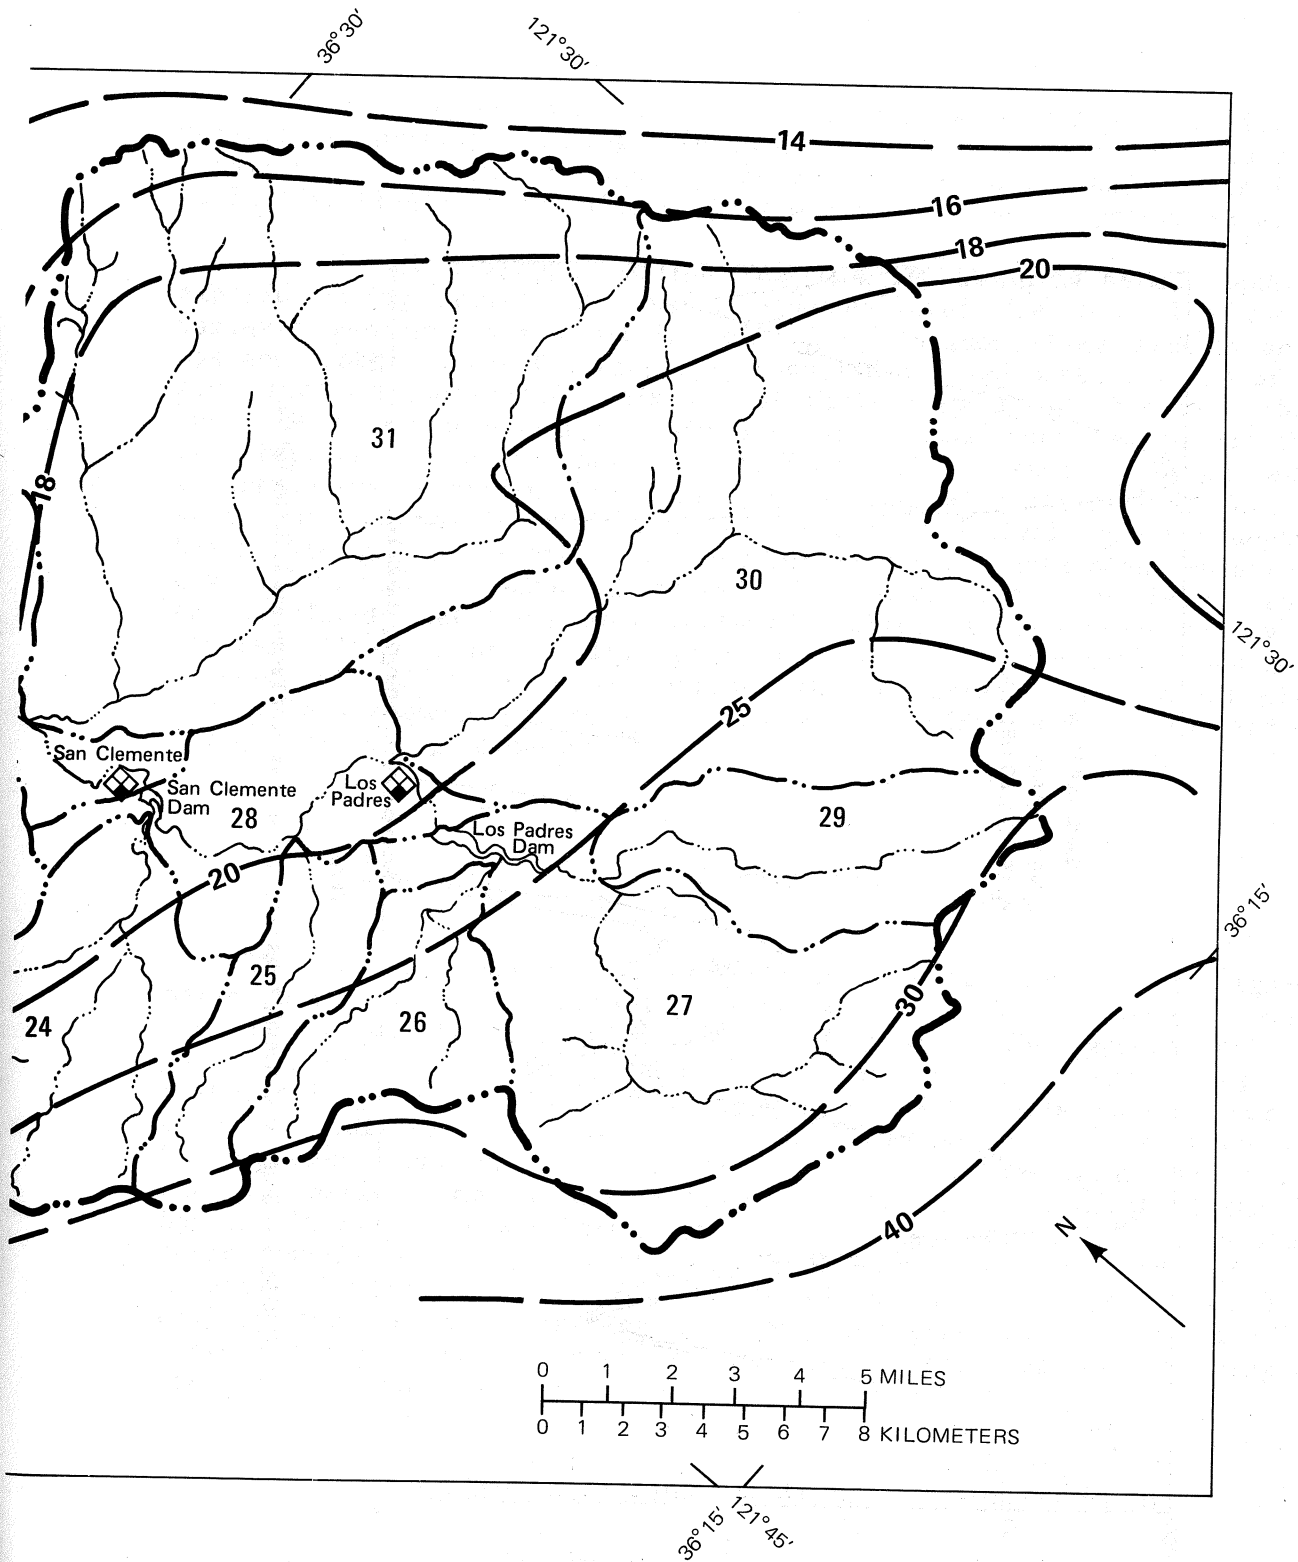 36°30′
121°30′
14
16
18
20
31
18
30
121°30′
25
San Clemente
San Clemente
Dam
Los
Padres
28
29
Los Padres
Dam
20
36°15′
25
24
26
27
30
40
N
0 1 2 3 4 5 MILES
0 1 2 3 4 5 6 7 8 KILOMETERS
36°15′
121°45′